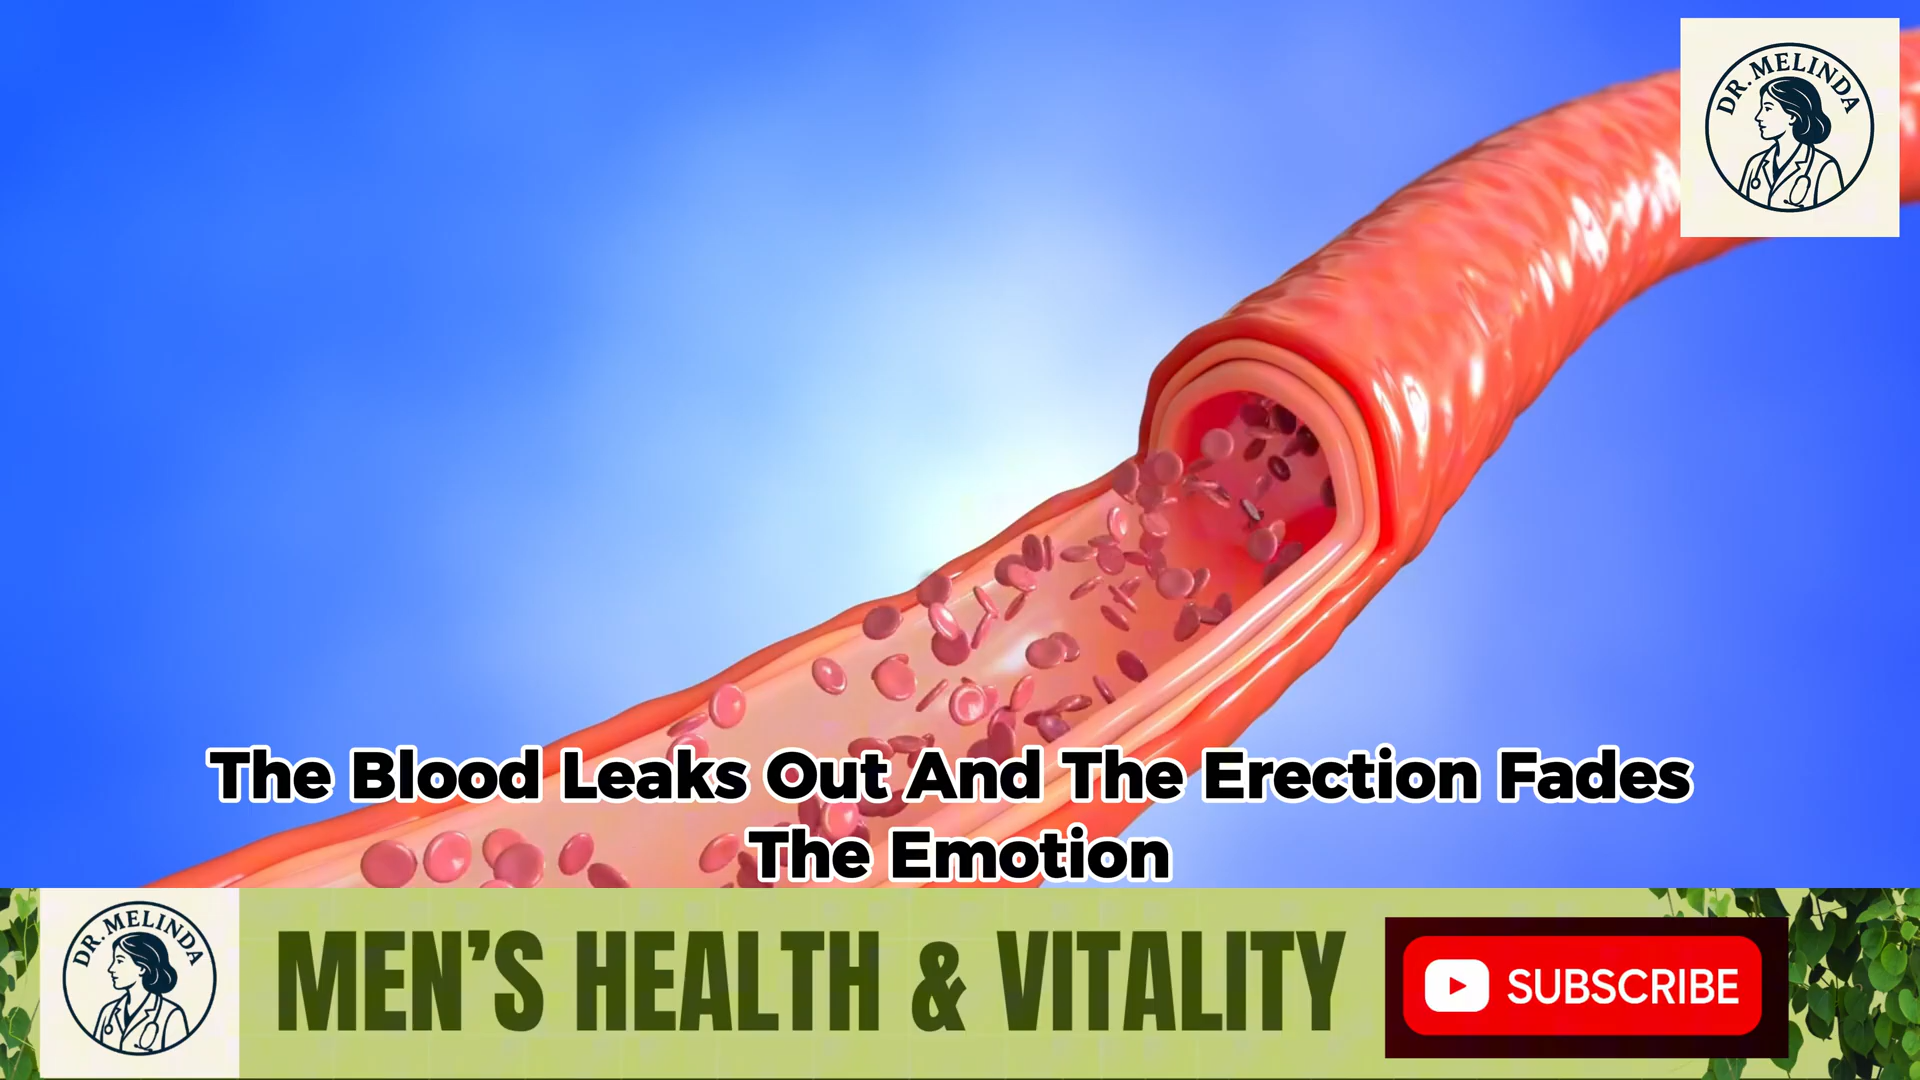 DR. MELINDA
The Blood Leaks Out And The Erection Fades
The Emotion
DR. MELINDA
MEN'S HEALTH & VITALITY
SUBSCRIBE